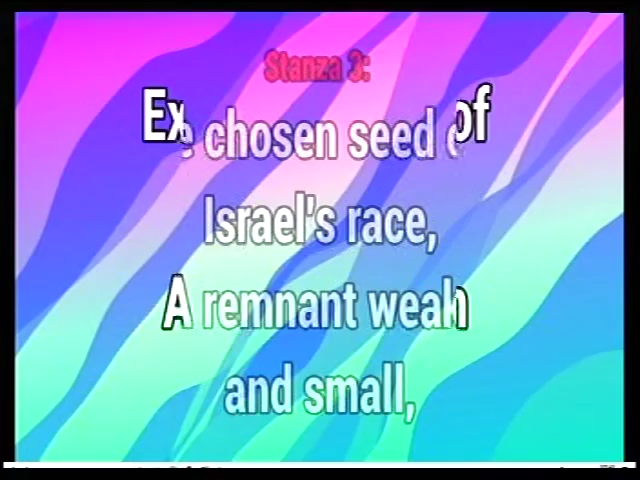 Stanza 3:
chosen seed of
Israel's race,
A remnant weak
and small,